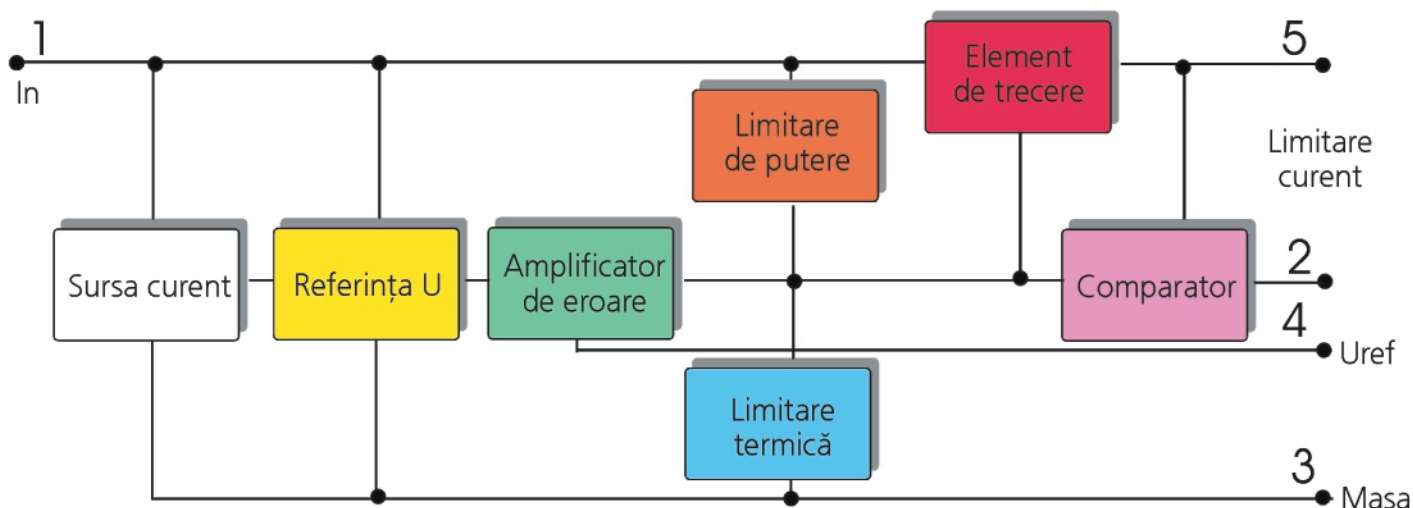 1
In
Element
de trecere
5
Limitare
de putere
Limitare
curent
Sursa curent
Referința U
Amplificator
de eroare
Comparator
2
4
Uref
Limitare
termică
3
Masa